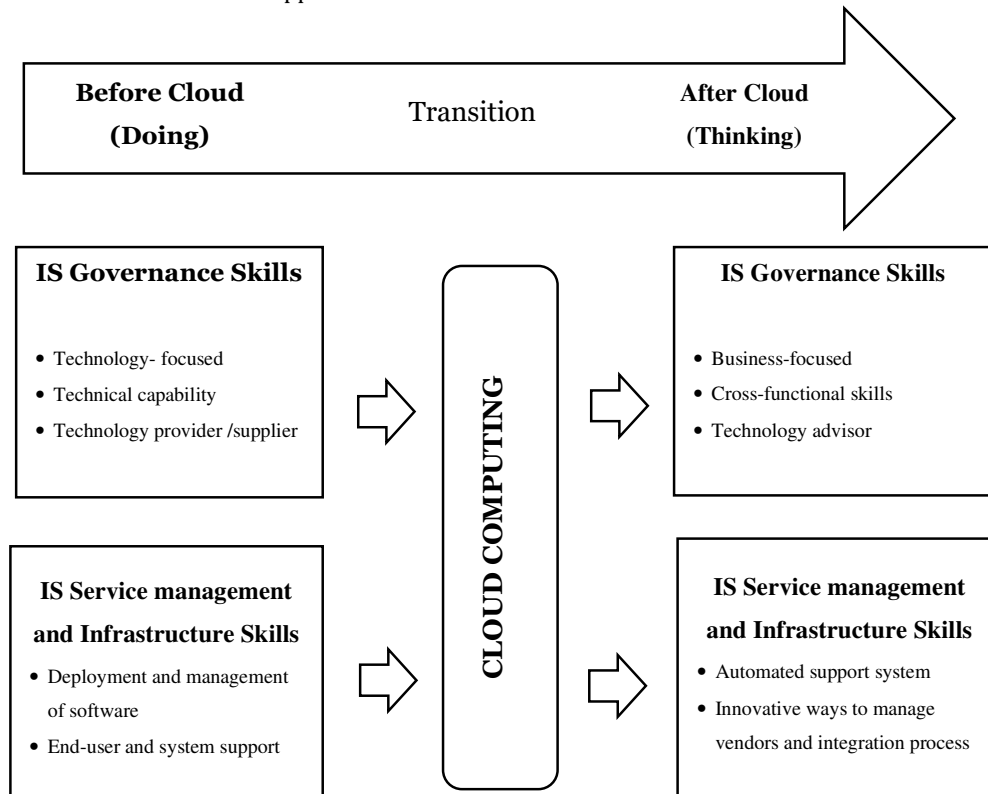 Before Cloud
(Doing)
Transition
After Cloud
(Thinking)
IS Governance Skills
• Technology- focused
• Technical capability
• Technology provider /supplier
CLOUD COMPUTING
IS Governance Skills
• Business-focused
• Cross-functional skills
• Technology advisor
IS Service management
and Infrastructure Skills
• Deployment and management
of software
• End-user and system support
IS Service management
and Infrastructure Skills
• Automated support system
• Innovative ways to manage
vendors and integration process